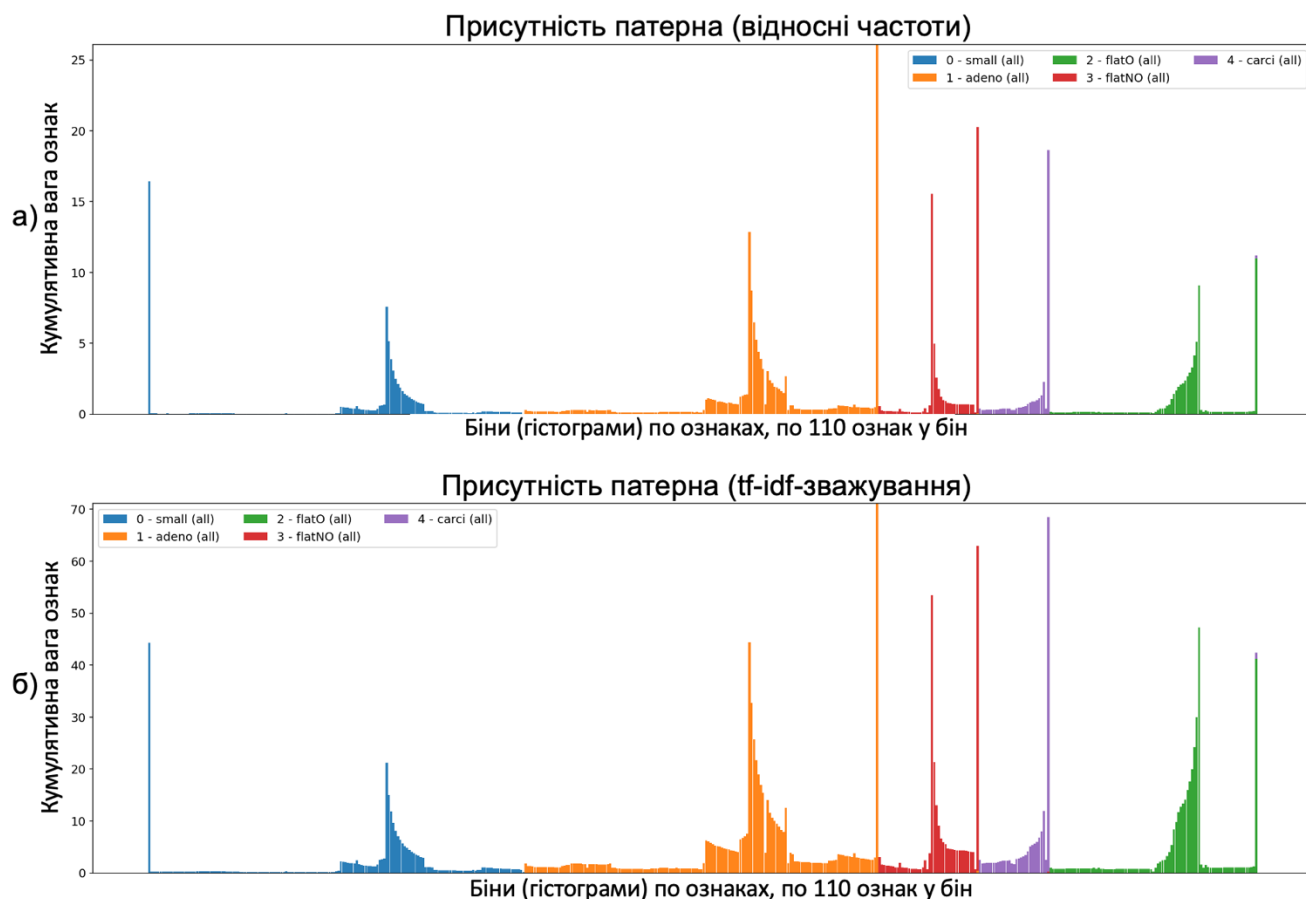 Присутність патерна (відносні частоти)
0 - small (all) 2 - flatO (all) 4 - carci (all)
1 - adeno (all) 3 - flatNO (all)
25
20
15
10
5
0
а)
Кумулятивна вага ознак
Біни (гістограми) по ознаках, по 110 ознак у бін
Присутність патерна (tf-idf-зважування)
0 - small (all) 2 - flatO (all) 4 - carci (all)
1 - adeno (all) 3 - flatNO (all)
70
60
50
40
30
20
10
0
б)
Кумулятивна вага ознак
Біни (гістограми) по ознаках, по 110 ознак у бін